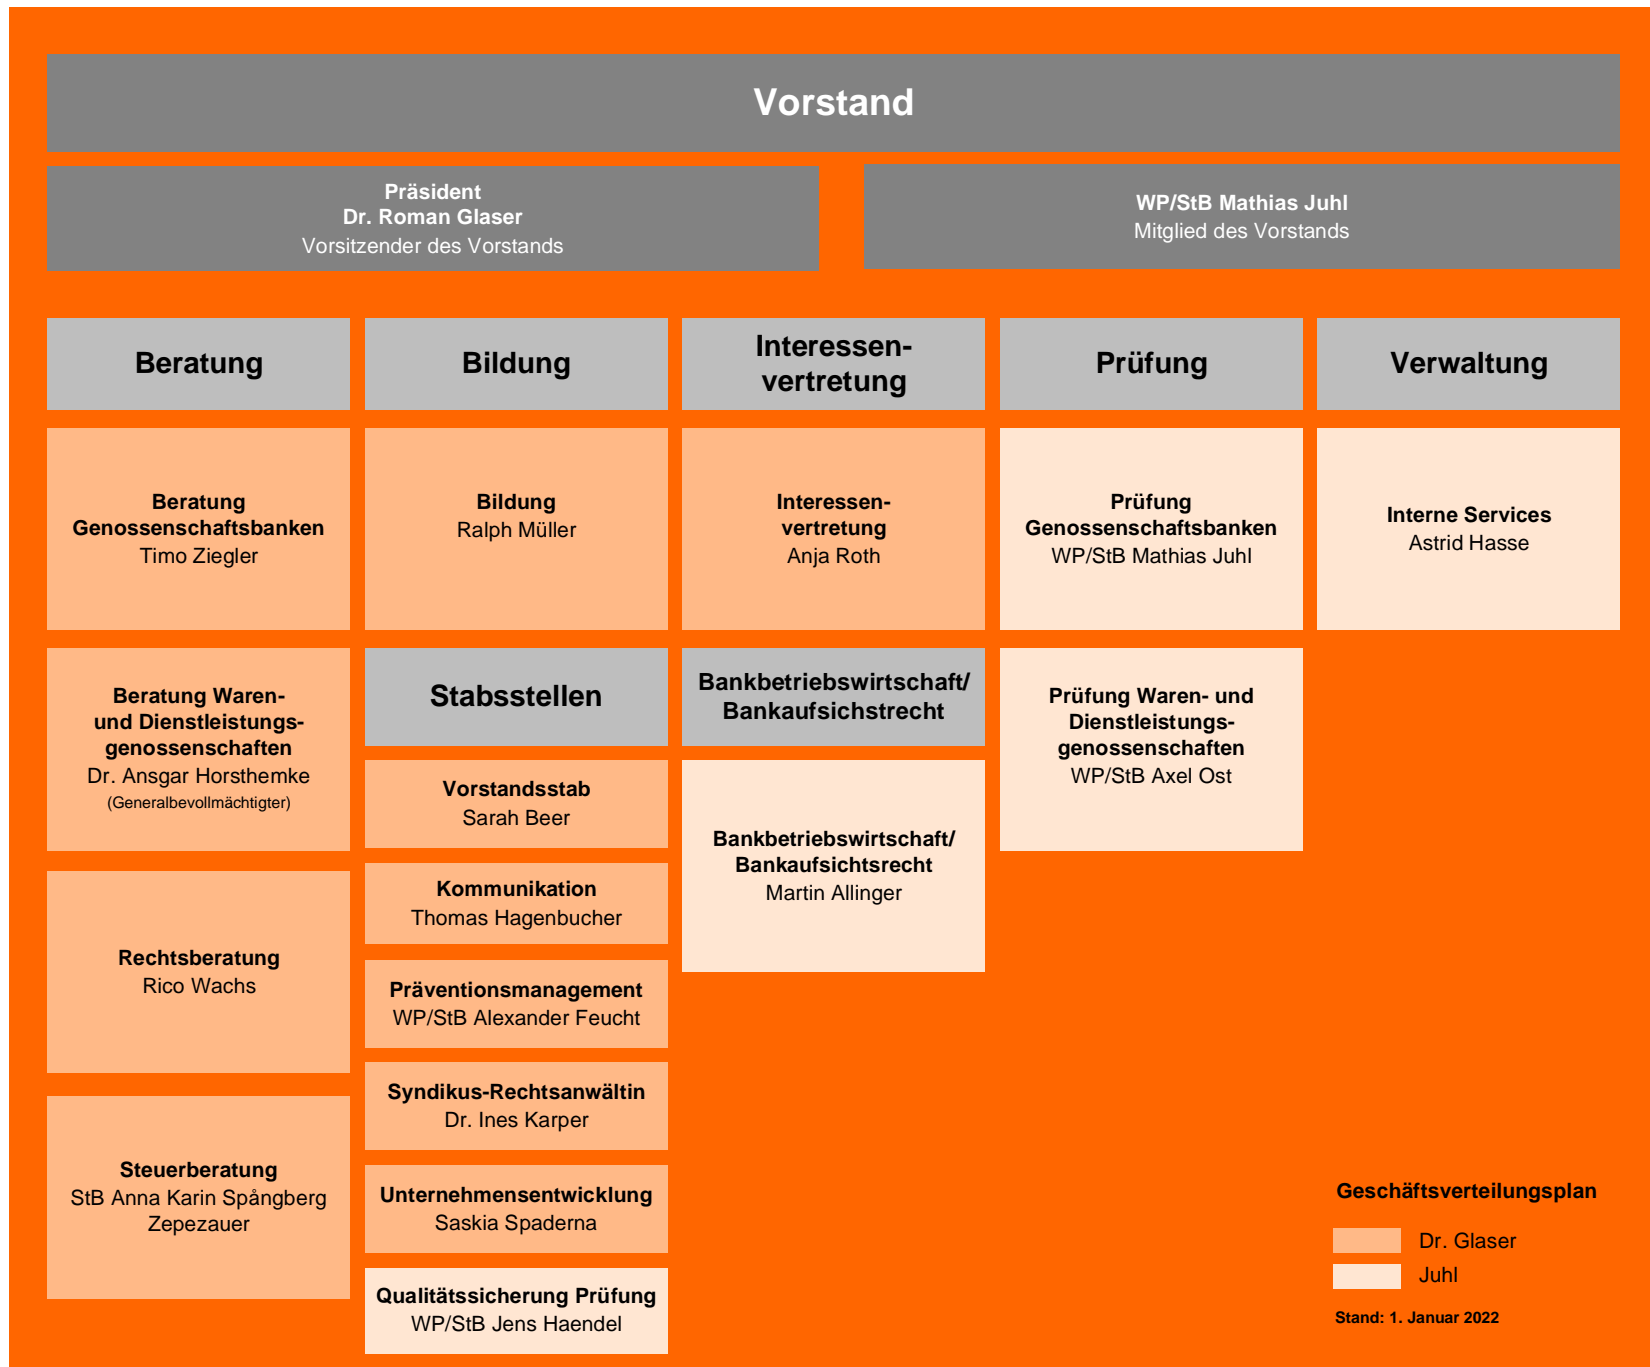 Vorstand
Präsident
Dr. Roman Glaser
Vorsitzender des Vorstands
WP/StB Mathias Juhl
Mitglied des Vorstands
Beratung
Bildung
Interessen-
vertretung
Prüfung
Verwaltung
Beratung
Genossenschaftsbanken
Timo Ziegler
Bildung
Ralph Müller
Interessen-
vertretung
Anja Roth
Prüfung
Genossenschaftsbanken
WP/StB Mathias Juhl
Interne Services
Astrid Hasse
Beratung Waren-
und Dienstleistungs-
genossenschaften
Dr. Ansgar Horsthemke
(Generalbevollmächtigter)
Rechtsberatung
Rico Wachs
Steuerberatung
StB Anna Karin Spångberg
Zepezauer
Stabsstellen
Vorstandsstab
Sarah Beer
Kommunikation
Thomas Hagenbucher
Präventionsmanagement
WP/StB Alexander Feucht
Syndikus-Rechtsanwältin
Dr. Ines Karper
Unternehmensentwicklung
Saskia Spaderna
Qualitätssicherung Prüfung
WP/StB Jens Haendel
Bankbetriebswirtschaft/
Bankaufsichstrecht
Bankbetriebswirtschaft/
Bankaufsichtsrecht
Martin Allinger
Prüfung Waren- und
Dienstleistungs-
genossenschaften
WP/StB Axel Ost
Geschäftsverteilungsplan
Dr. Glaser
Juhl
Stand: 1. Januar 2022